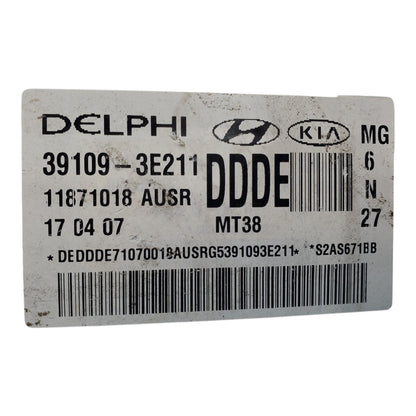 DELPHI KIA MG
39109-3E211 DDDE 6
11871018 AUSR N
17 04 07 MT38 27
*DEDDDE71070018AUSRG5391093E211* *S2AS671BB